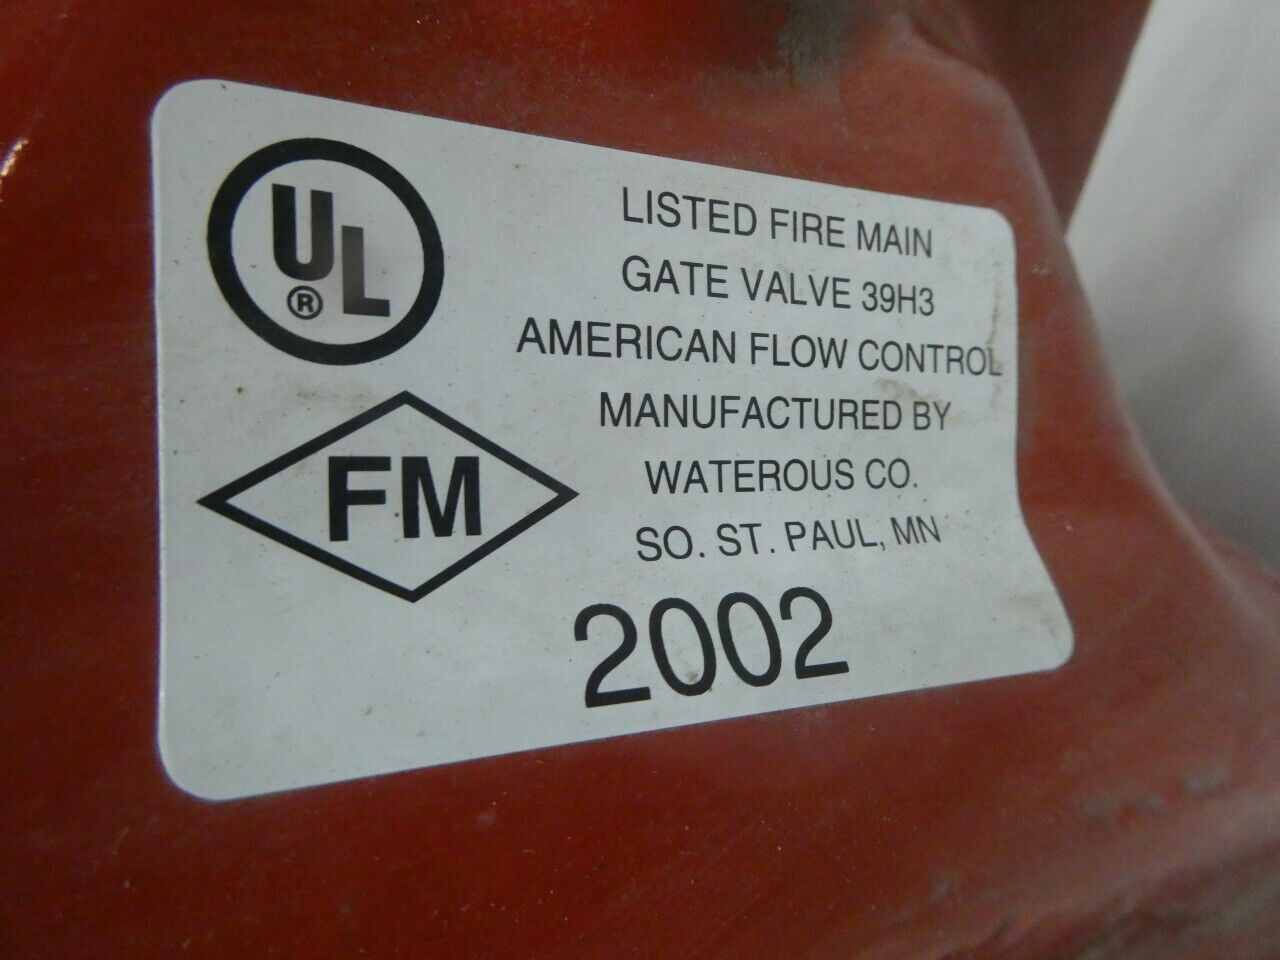 UL
®
LISTED FIRE MAIN
GATE VALVE 39H3
AMERICAN FLOW CONTROL
MANUFACTURED BY
WATEROUS CO.
SO. ST. PAUL, MN
FM
2002